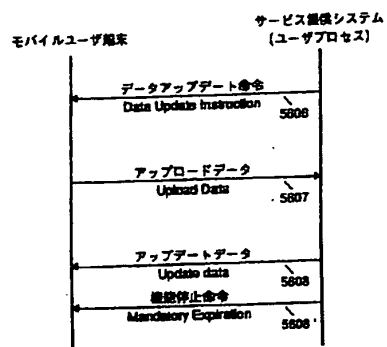 サービス提供システム
(ユーザプロセス)
モバイルユーザ端末
データアップデート命令
Data Update Instruction
5606
アップロードデータ
Upload Data
5607
アップデートデータ
Update data
5608
機能停止命令
Mandatory Expiration
5606